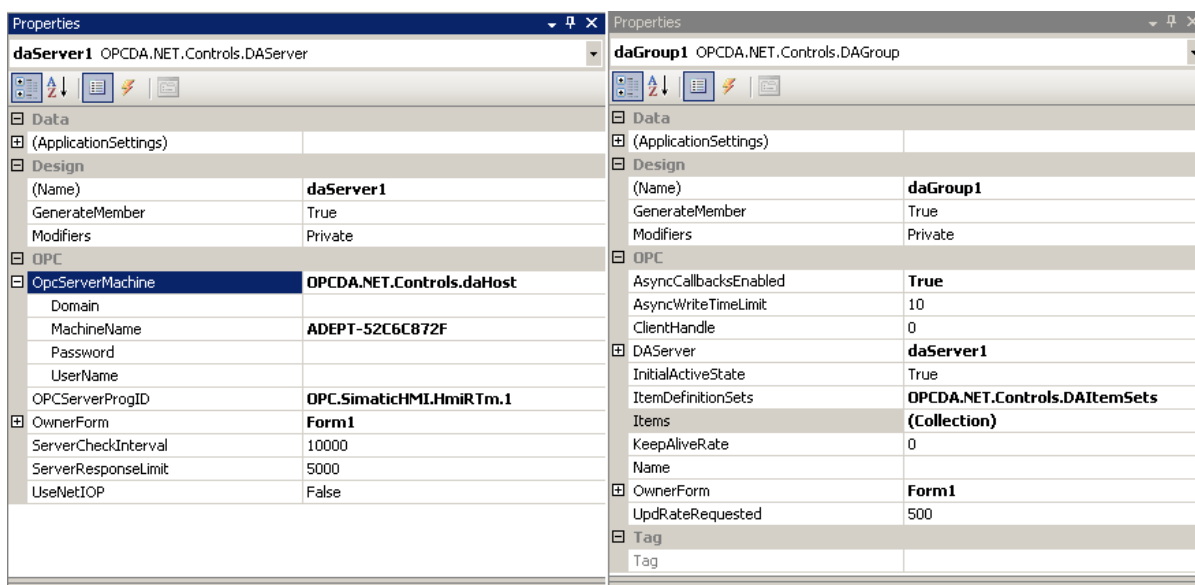 Properties
daServer1 OPCDA.NET.Controls.DAServer
Data
(ApplicationSettings)
Design
(Name) daServer1
GenerateMember True
Modifiers Private
OPC
OpcServerMachine OPCDA.NET.Controls.daHost
Domain
MachineName ADEPT-52C6C872F
Password
UserName
OPCServerProgID OPC.SimaticHMI.HmiRTm.1
OwnerForm Form1
ServerCheckInterval 10000
ServerResponseLimit 5000
UseNetIOP False
Properties
daGroup1 OPCDA.NET.Controls.DAGroup
Data
(ApplicationSettings)
Design
(Name) daGroup1
GenerateMember True
Modifiers Private
OPC
AsyncCallbacksEnabled True
AsyncWriteTimeLimit 10
ClientHandle 0
DAServer daServer1
InitialActiveState True
ItemDefinitionSets OPCDA.NET.Controls.DAItemSets
Items (Collection)
KeepAliveRate 0
Name
OwnerForm Form1
UpdRateRequested 500
Tag
Tag